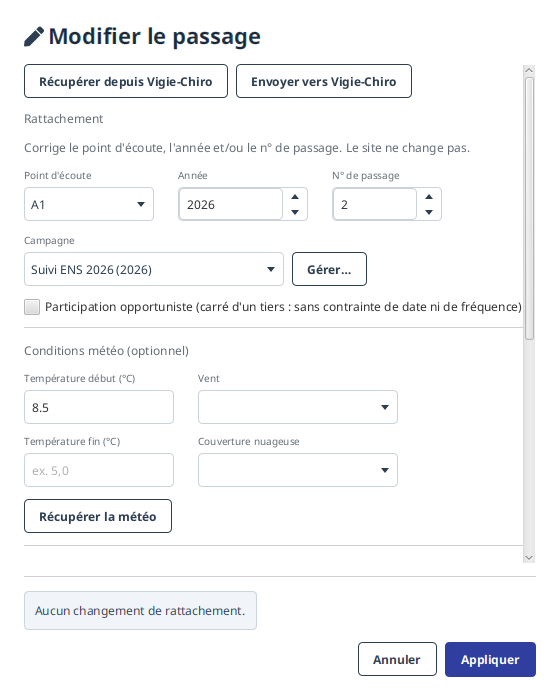 Modifier le passage
Récupérer depuis Vigie-Chiro
Envoyer vers Vigie-Chiro
Rattachement
Corrige le point d'écoute, l'année et/ou le n° de passage. Le site ne change pas.
Point d'écoute
Année
N° de passage
A1
2026
2
Campagne
Suivi ENS 2026 (2026)
Gérer…
Participation opportuniste (carré d'un tiers : sans contrainte de date ni de fréquence)
Conditions météo (optionnel)
Température début (°C)
Vent
8.5
Température fin (°C)
Couverture nuageuse
ex. 5,0
Récupérer la météo
Aucun changement de rattachement.
Annuler
Appliquer